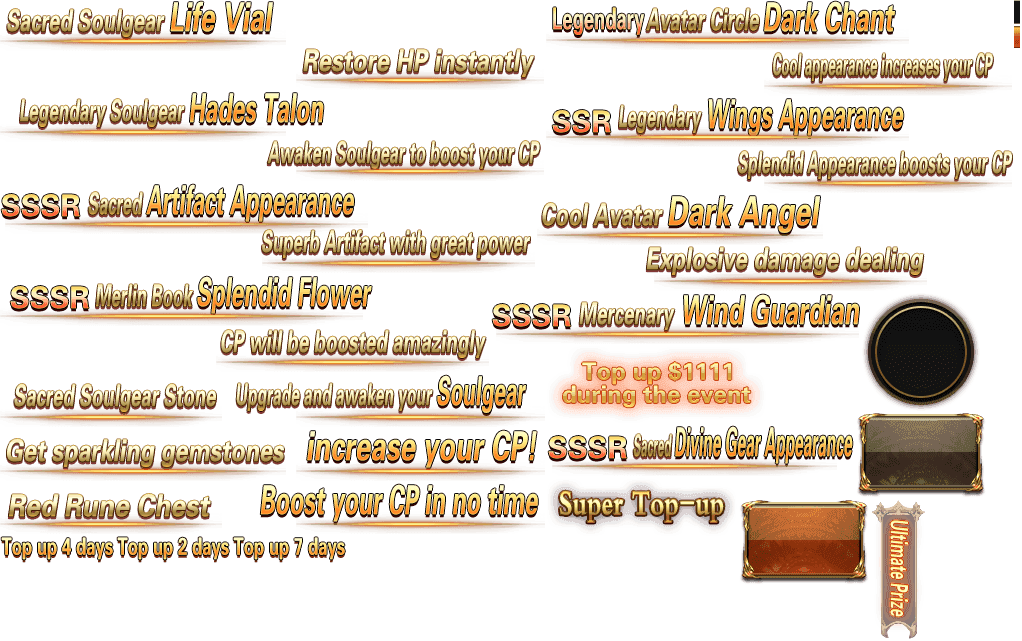 Sacred Soulgear Life Vial
Restore HP instantly
Legendary Soulgear Hades Talon
Awaken Soulgear to boost your CP
SSSR Sacred Artifact Appearance
Superb Artifact with great power
SSSR Merlin Book Splendid Flower
CP will be boosted amazingly
Sacred Soulgear Stone
Upgrade and awaken your Soulgear
Get sparkling gemstones
increase your CP!
Red Rune Chest
Boost your CP in no time
Top up 4 days Top up 2 days Top up 7 days
Legendary Avatar Circle Dark Chant
Cool appearance increases your CP
SSR Legendary Wings Appearance
Splendid Appearance boosts your CP
Cool Avatar Dark Angel
Explosive damage dealing
SSSR Mercenary Wind Guardian
Top up $1111
during the event
SSSR Sacred Divine Gear Appearance
Super Top-up
Ultimate Prize